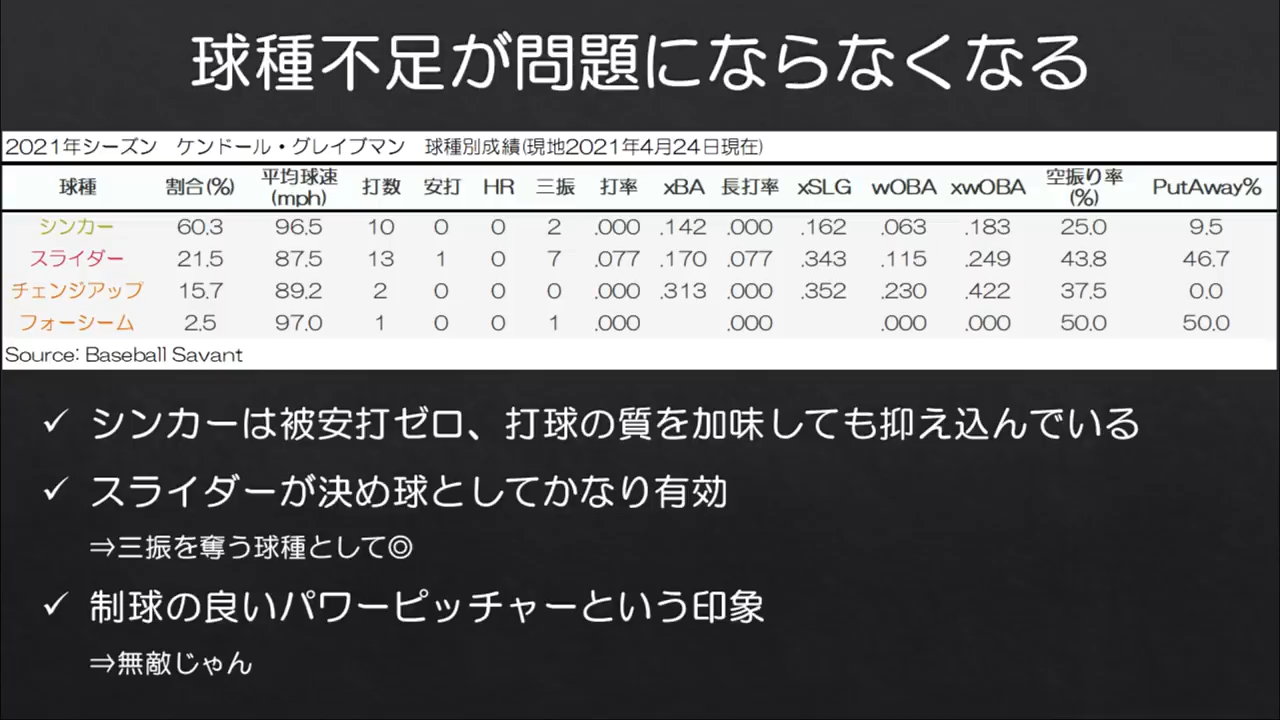 球種不足が問題にならなくなる
2021年シーズン　ケンドール・グレイブマン　球種別成績(現地2021年4月24日現在)
球種 割合(%) 平均球速(mph) 打数 安打 HR 三振 打率 xBA 長打率 xSLG wOBA xwOBA 空振り率(%) PutAway%
シンカー 60.3 96.5 10 0 0 2 .000 .142 .000 .162 .063 .183 25.0 9.5
スライダー 21.5 87.5 13 1 0 7 .077 .170 .077 .343 .115 .249 43.8 46.7
チェンジアップ 15.7 89.2 2 0 0 0 .000 .313 .000 .352 .230 .422 37.5 0.0
フォーシーム 2.5 97.0 1 0 0 1 .000 .000 .000 .000 50.0 50.0
Source: Baseball Savant
✓ シンカーは被安打ゼロ、打球の質を加味しても抑え込んでいる
✓ スライダーが決め球としてかなり有効
⇒三振を奪う球種として◎
✓ 制球の良いパワーピッチャーという印象
⇒無敵じゃん